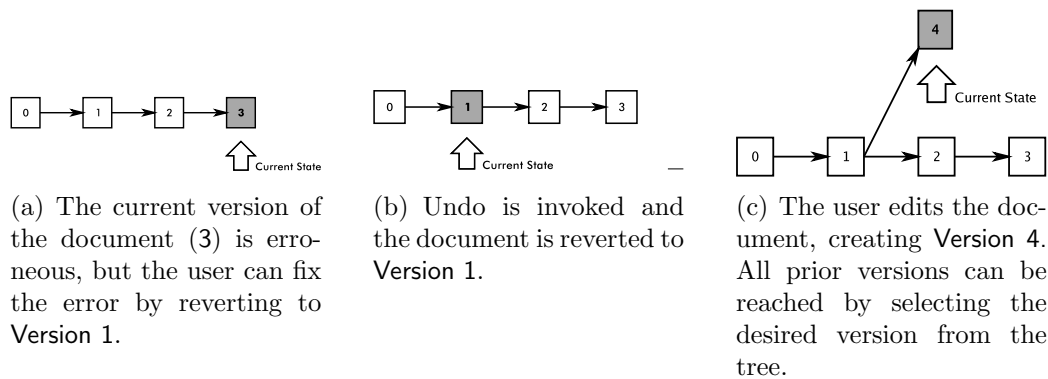 0 1 2 3
Current State
(a) The current version of
the document (3) is erro-
neous, but the user can fix
the error by reverting to
Version 1.
0 1 2 3
Current State
(b) Undo is invoked and
the document is reverted to
Version 1.
4
Current State
0 1 2 3
(c) The user edits the doc-
ument, creating Version 4.
All prior versions can be
reached by selecting the
desired version from the
tree.